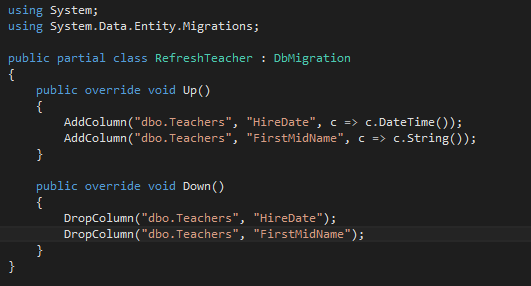 using System;
using System.Data.Entity.Migrations;
public partial class RefreshTeacher : DbMigration
{
public override void Up()
{
AddColumn("dbo.Teachers", "HireDate", c => c.DateTime());
AddColumn("dbo.Teachers", "FirstMidName", c => c.String());
}
public override void Down()
{
DropColumn("dbo.Teachers", "HireDate");
DropColumn("dbo.Teachers", "FirstMidName");
}
}